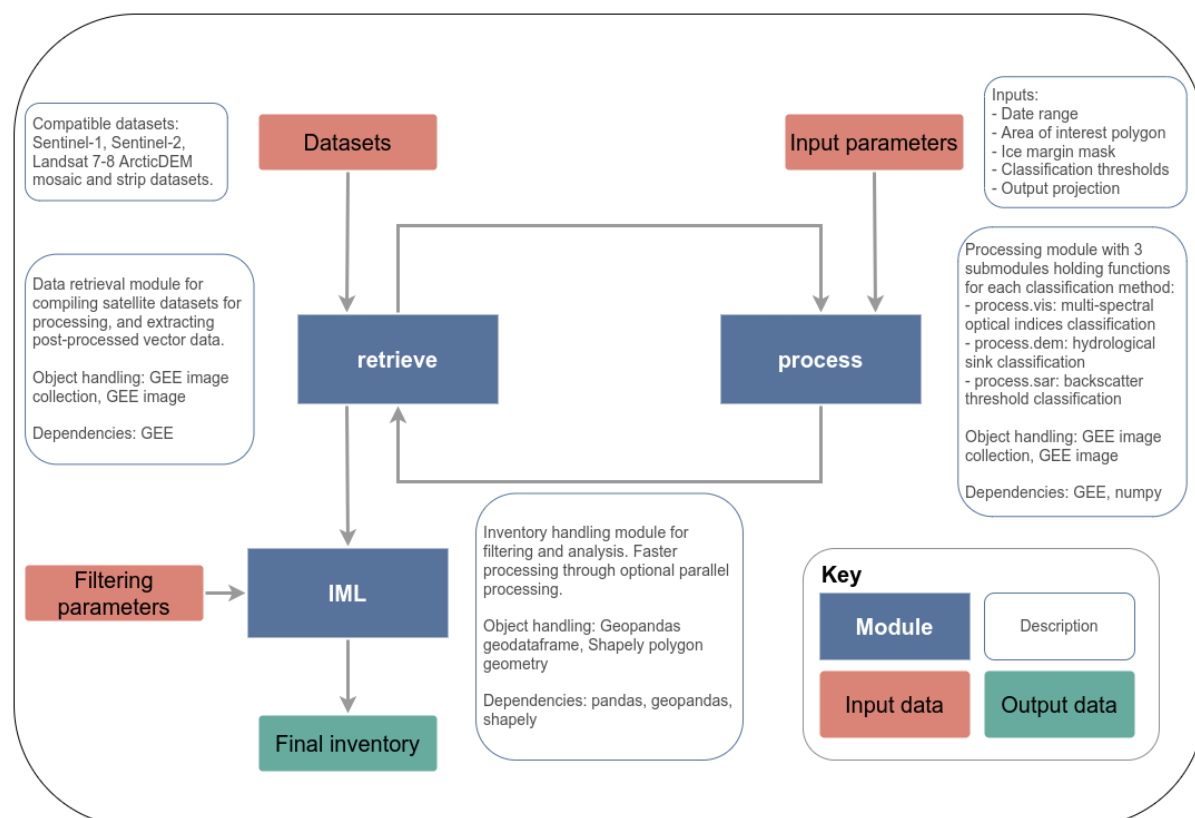 Compatible datasets:
Sentinel-1, Sentinel-2,
Landsat 7-8 ArcticDEM
mosaic and strip datasets.
Datasets
Input parameters
Inputs:
- Date range
- Area of interest polygon
- Ice margin mask
- Classification thresholds
- Output projection
Data retrieval module for
compiling satellite datasets for
processing, and extracting
post-processed vector data.
Object handling: GEE image
collection, GEE image
Dependencies: GEE
retrieve
process
Processing module with 3
submodules holding functions
for each classification method:
- process.vis: multi-spectral
optical indices classification
- process.dem: hydrological
sink classification
- process.sar: backscatter
threshold classification
Object handling: GEE image
collection, GEE image
Dependencies: GEE, numpy
Filtering
parameters
IML
Inventory handling module for
filtering and analysis. Faster
processing through optional parallel
processing.
Object handling: Geopandas
geodataframe, Shapely polygon
geometry
Dependencies: pandas, geopandas,
shapely
Final inventory
Key
Module
Description
Input data
Output data